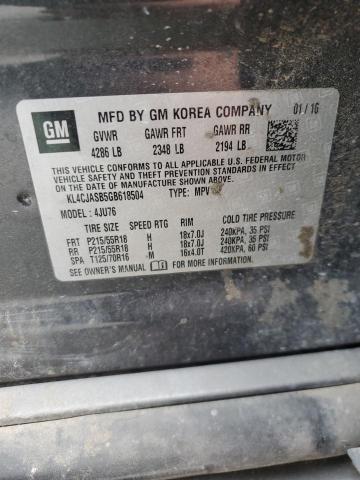 GM
MFD BY GM KOREA COMPANY 01/16
GVWR GAWR FRT GAWR RR
4286 LB 2348 LB 2194 LB
THIS VEHICLE CONFORMS TO ALL APPLICABLE U.S. FEDERAL MOTOR
VEHICLE SAFETY, BUMPER, AND THEFT PREVENTION STANDARDS IN
EFFECT ON THE DATE OF MANUFACTURE SHOWN ABOVE.
KL4CJASB5GB618504 TYPE: MPV
MODEL: 4JU76
TIRE SIZE SPEED RTG RIM COLD TIRE PRESSURE
FRT P215/55R18 H 18x7.0J 240KPA, 35 PSI
RR P215/55R18 H 18x7.0J 240KPA, 35 PSI
SPA T125/70R16 -M 16x4.0T 420KPA, 60 PSI
SEE OWNER'S MANUAL FOR ADDITIONAL INFORMATION.